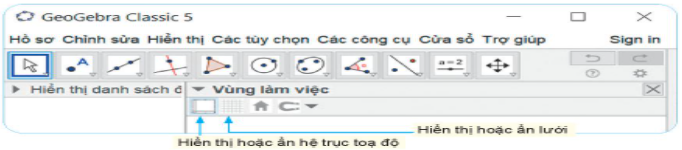 GeoGebra Classic 5
Hồ sơ Chỉnh sửa Hiển thị Các tùy chọn Các công cụ Cửa sổ Trợ giúp Sign in
A
a=2
Hiển thị danh sách đ
Vùng làm việc
Hiển thị hoặc ẩn lưới
Hiển thị hoặc ẩn hệ trục toạ độ